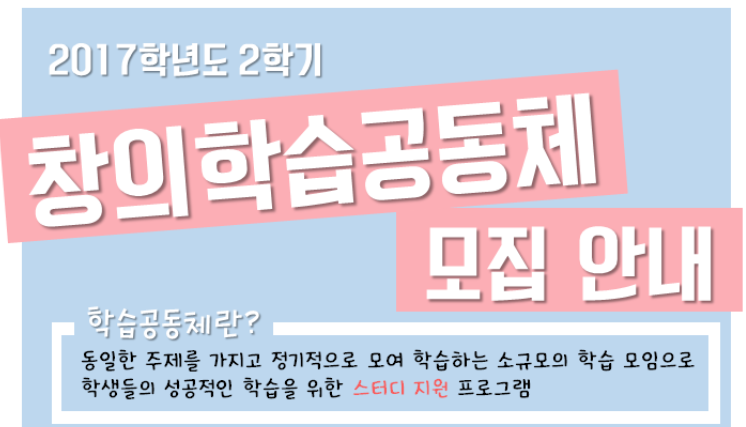 2017학년도 2학기
창의학습공동체
모집 안내
학습공동체란?
동일한 주제를 가지고 정기적으로 모여 학습하는 소규모의 학습 모임으로
학생들의 성공적인 학습을 위한 스터디 지원 프로그램